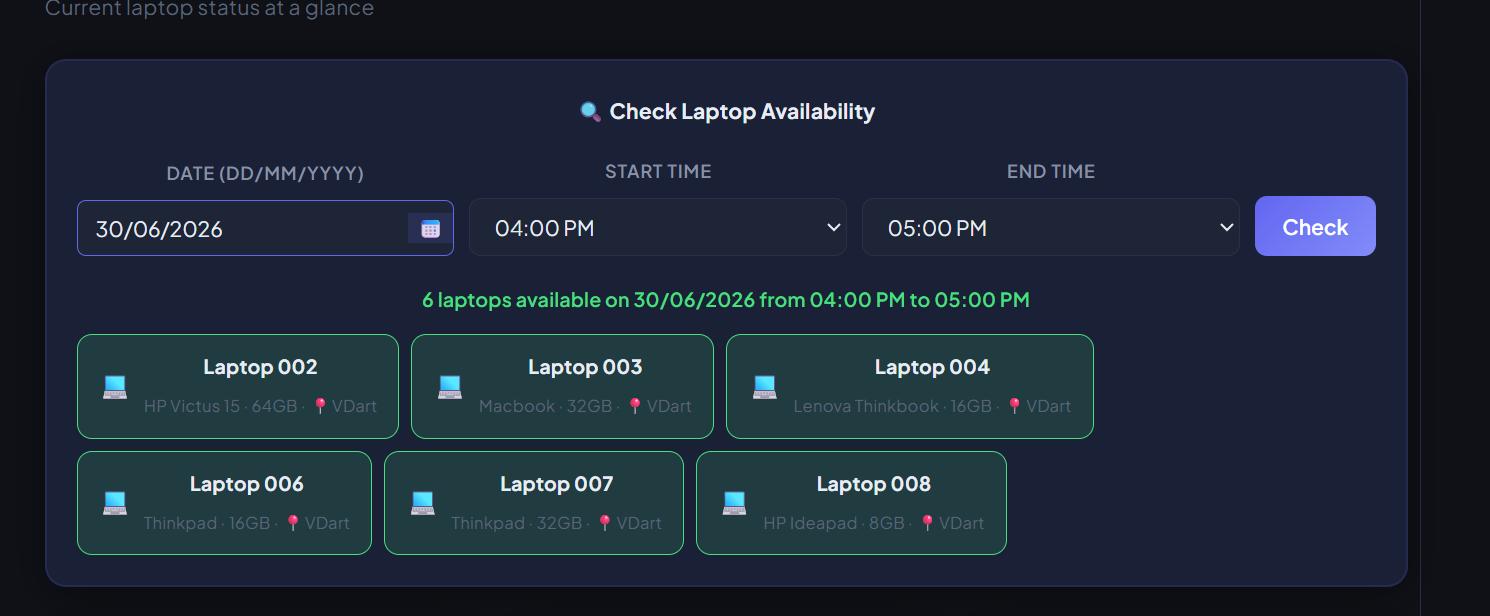 Current laptop status at a glance
Check Laptop Availability
DATE (DD/MM/YYYY)
START TIME
END TIME
30/06/2026
04:00 PM
05:00 PM
Check
6 laptops available on 30/06/2026 from 04:00 PM to 05:00 PM
Laptop 002
HP Victus 15 · 64GB · 📍 VDart
Laptop 003
Macbook · 32GB · 📍 VDart
Laptop 004
Lenova Thinkbook · 16GB · 📍 VDart
Laptop 006
Thinkpad · 16GB · 📍 VDart
Laptop 007
Thinkpad · 32GB · 📍 VDart
Laptop 008
HP Ideapad · 8GB · 📍 VDart